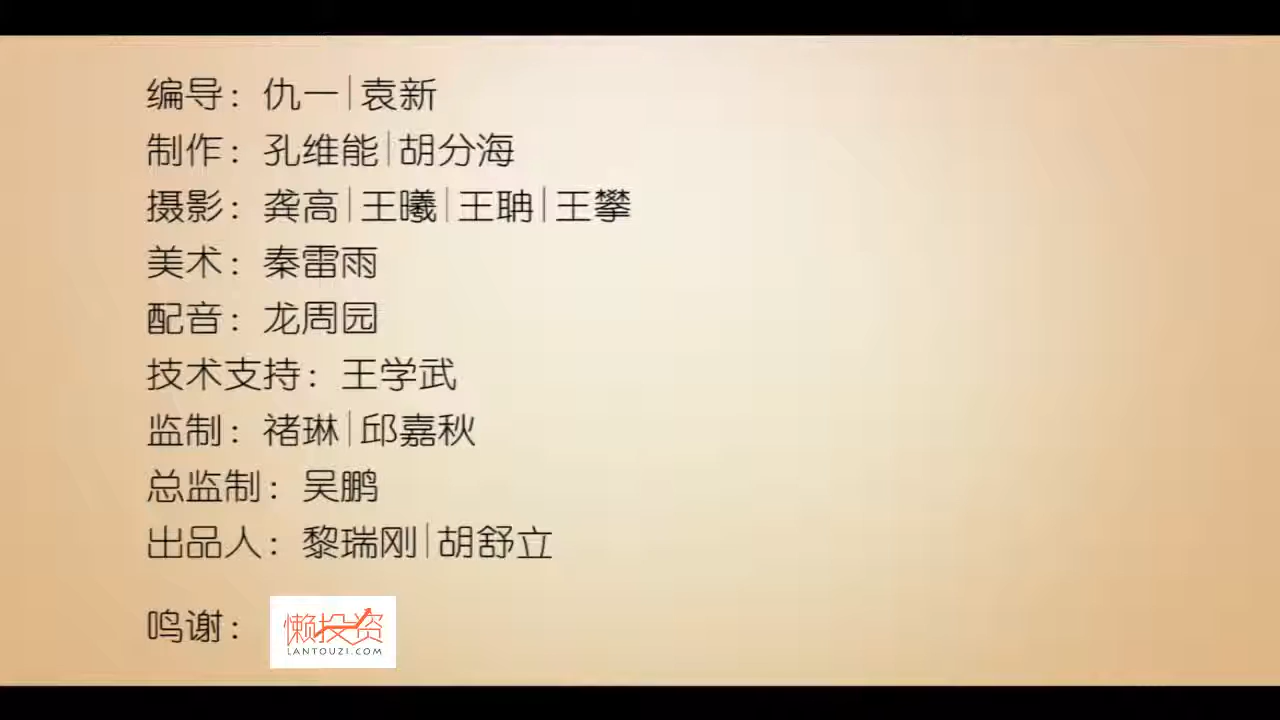 编导：仇一|袁新
制作：孔维能|胡分海
摄影：龚高|王曦|王聃|王攀
美术：秦雷雨
配音：龙周园
技术支持：王学武
监制：禇琳|邱嘉秋
总监制：吴鹏
出品人：黎瑞刚|胡舒立
鸣谢：懒投资
LANTOUZI.COM